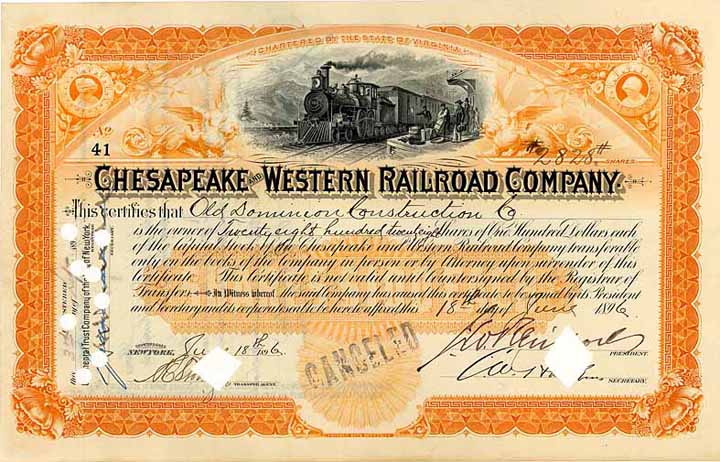 CHARTERED BY THE STATE OF VIRGINIA
No
41
#2828#
SHARES
CHESAPEAKE AND WESTERN RAILROAD COMPANY.
This certifies that Old Dominion Construction Co
is the owner of Twenty eight hundred twenty eight Shares of One Hundred Dollars each
of the Capital Stock of the Chesapeake and Western Railroad Company transferable
only on the books of the Company in person or by Attorney upon surrender of this
Certificate. This Certificate is not valid until Countersigned by the Registrar of
Transfer. In Witness whereof the said Company has caused this certificate to be signed by its President
and Secretary and its corporate seal to be hereto affixed this 18th day of June 1896
NEW YORK, June 18th 1896
CANCELED
PRESIDENT.
TRANSFER AGENT.
SECRETARY.
Trust Company of New York,